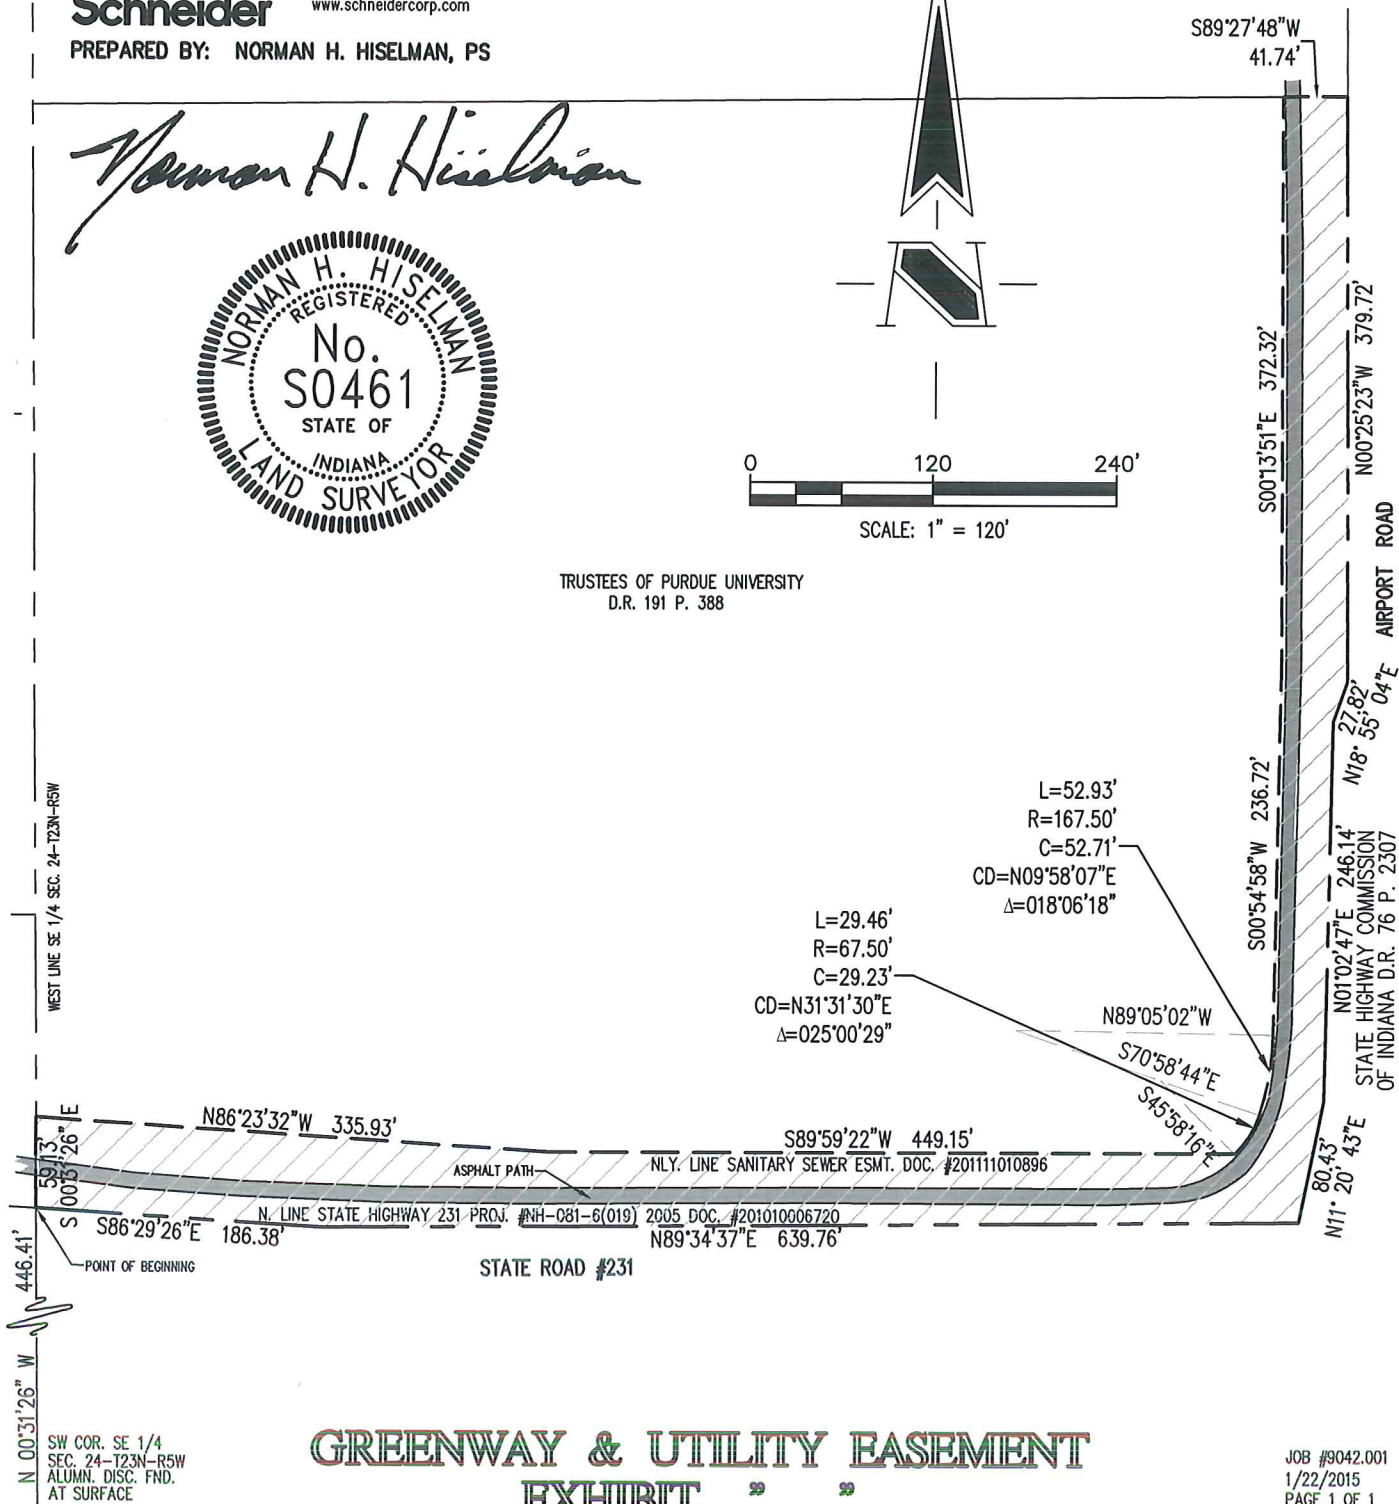 Schneider
www.schneidercorp.com
PREPARED BY: NORMAN H. HISELMAN, PS
S89°27'48"W
41.74'
Norman H. Hiselman
NORMAN H. HISELMAN
REGISTERED
No.
S0461
STATE OF
INDIANA
LAND SURVEYOR
N
0 120 240'
SCALE: 1" = 120'
TRUSTEES OF PURDUE UNIVERSITY
D.R. 191 P. 388
S00°13'51"E 372.32'
N00°25'23"W 379.72'
AIRPORT ROAD
27.82'
N18° 55' 04"E
S00°54'58"W 236.72'
N01°02'47"E 246.14'
STATE HIGHWAY COMMISSION
OF INDIANA D.R. 76 P. 2307
80.43'
N11° 20' 43"E
L=52.93'
R=167.50'
C=52.71'
CD=N09°58'07"E
Δ=018°06'18"
L=29.46'
R=67.50'
C=29.23'
CD=N31°31'30"E
Δ=025°00'29"
N89°05'02"W
S70°58'44"E
S45°58'16"E
WEST LINE SE 1/4 SEC. 24-T23N-R5W
59.13'
S 00°31'26" E
N86°23'32"W 335.93'
S89°59'22"W 449.15'
NLY. LINE SANITARY SEWER ESMT. DOC. #201111010896
ASPHALT PATH
N. LINE STATE HIGHWAY 231 PROJ. #NH-081-6(019) 2005 DOC. #201010006720
S86°29'26"E 186.38'
N89°34'37"E 639.76'
POINT OF BEGINNING
STATE ROAD #231
446.41'
N 00°31'26" W
SW COR. SE 1/4
SEC. 24-T23N-R5W
ALUMN. DISC. FND.
AT SURFACE
GREENWAY & UTILITY EASEMENT
EXHIBIT " "
JOB #9042.001
1/22/2015
PAGE 1 OF 1